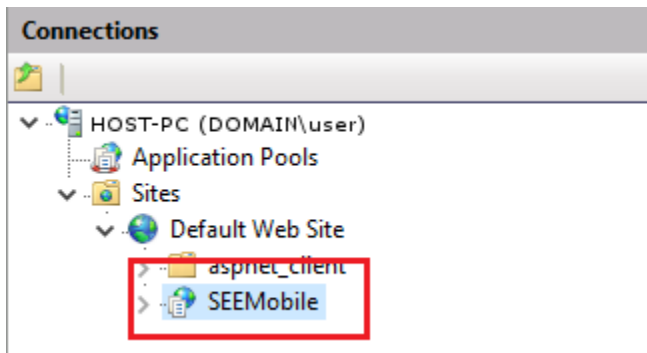 Connections
HOST-PC (DOMAIN\user)
Application Pools
Sites
Default Web Site
aspnet_client
SEEMobile